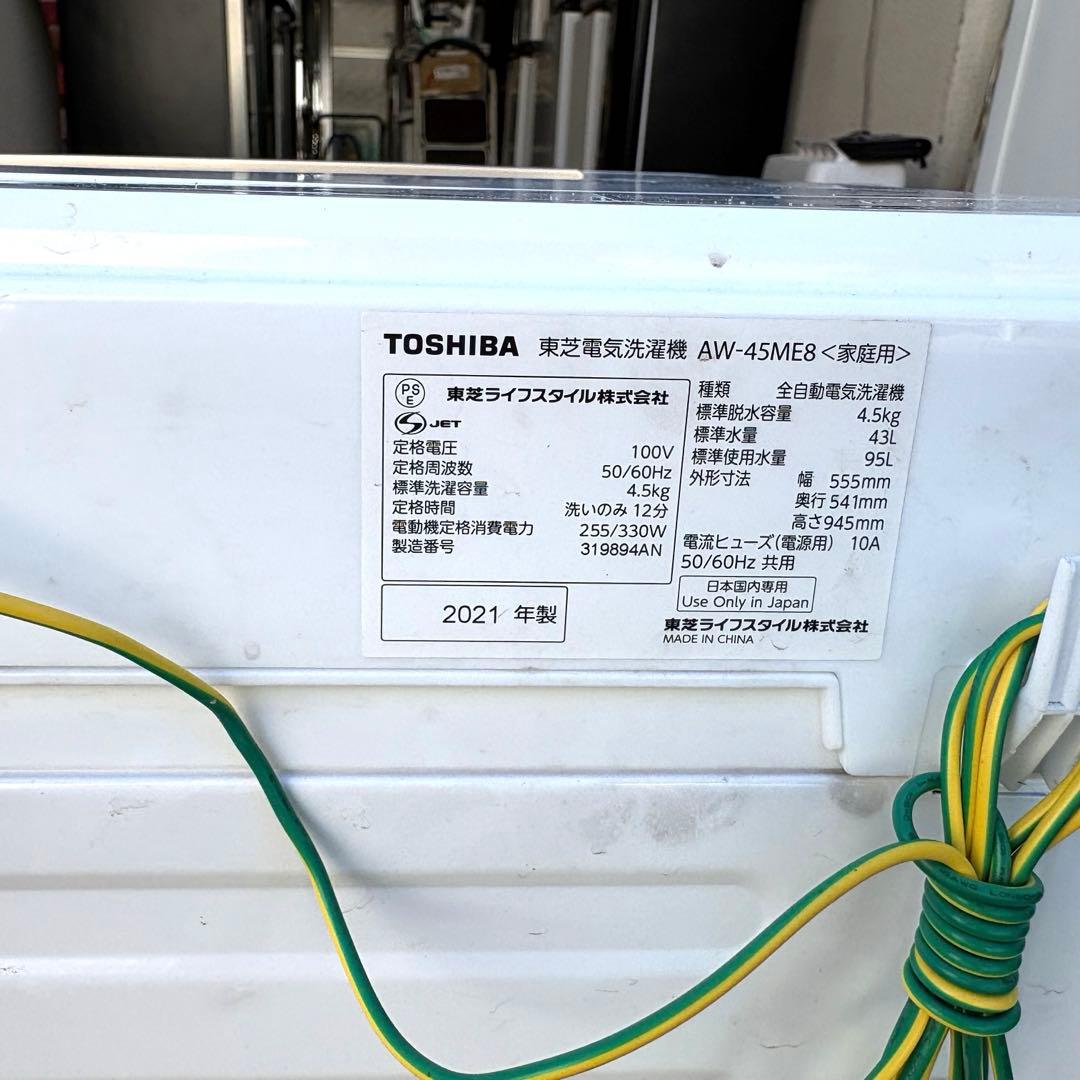 TOSHIBA 東芝電気洗濯機 AW-45ME8<家庭用>
PSE 東芝ライフスタイル株式会社
S JET
定格電圧 100V
定格周波数 50/60Hz
標準洗濯容量 4.5kg
定格時間 洗いのみ 12分
電動機定格消費電力 255/330W
製造番号 319894AN
2021 年製
種類 全自動電気洗濯機
標準脱水容量 4.5kg
標準水量 43L
標準使用水量 95L
外形寸法 幅 555mm
奥行 541mm
高さ 945mm
電流ヒューズ(電源用) 10A
50/60Hz 共用
日本国内専用
Use Only in Japan
東芝ライフスタイル株式会社
MADE IN CHINA